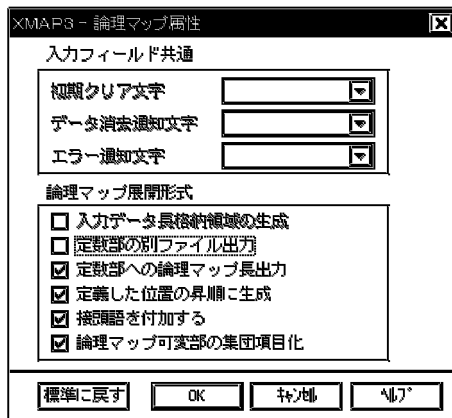 XMAP3 - 論理マップ属性
入力フィールド共通
初期クリア文字
データ消去通知文字
エラー通知文字
論理マップ展開形式
入力データ長格納領域の生成
定数部の別ファイル出力
定数部への論理マップ長出力
定義した位置の昇順に生成
接頭語を付加する
論理マップ可変部の集団項目化
標準に戻す OK ｷｬﾝｾﾙ ﾍﾙﾌﾟ